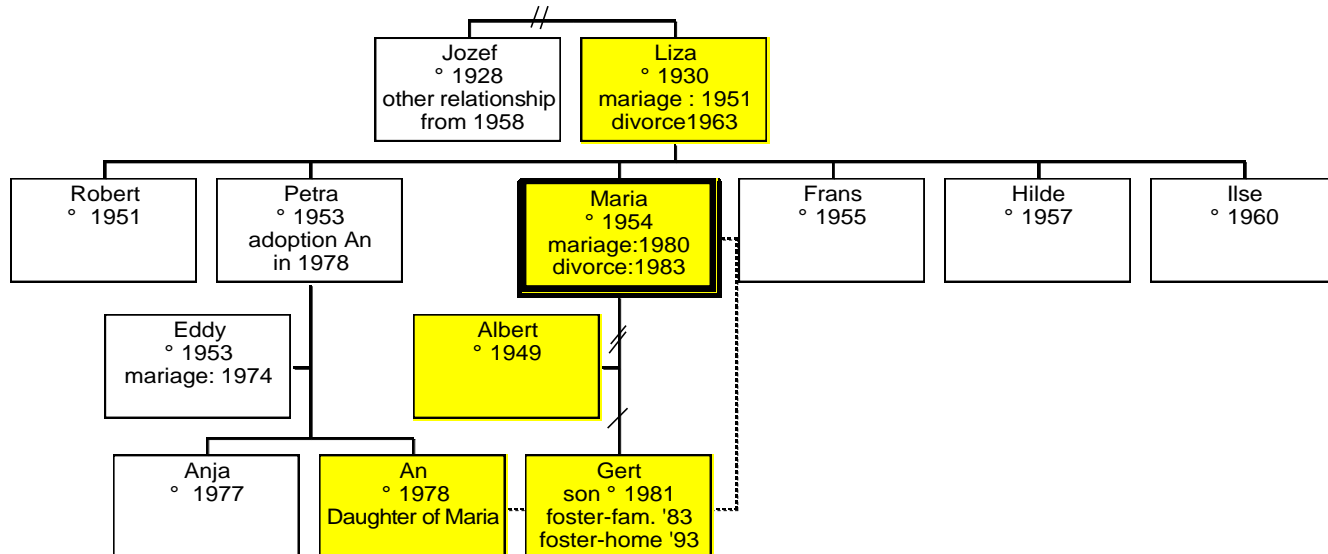 Jozef
° 1928
other relationship
from 1958
Liza
° 1930
mariage : 1951
divorce1963
Robert
° 1951
Petra
° 1953
adoption An
in 1978
Maria
° 1954
mariage:1980
divorce:1983
Frans
° 1955
Hilde
° 1957
Ilse
° 1960
Eddy
° 1953
mariage: 1974
Albert
° 1949
Anja
° 1977
An
° 1978
Daughter of Maria
Gert
son ° 1981
foster-fam. '83
foster-home '93